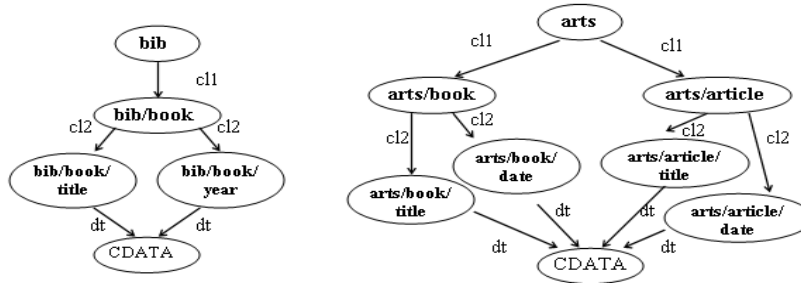 bib
cl1
bib/book
cl2
cl2
bib/book/
title
bib/book/
year
dt
dt
CDATA
arts
cl1
cl1
arts/book
arts/article
cl2
cl2
cl2
cl2
arts/book/
title
arts/book/
date
arts/article/
title
arts/article/
date
dt
dt
dt
dt
CDATA